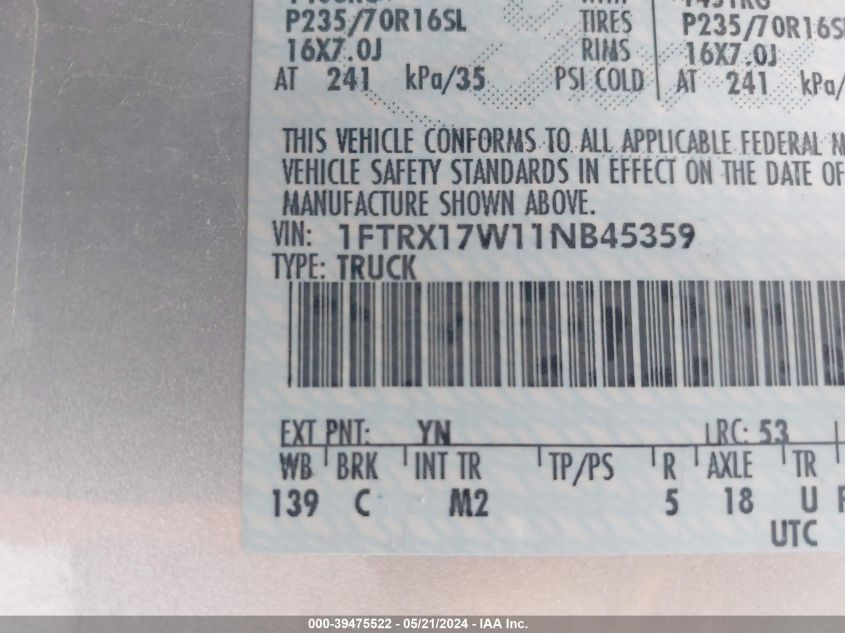 P235/70R16SL TIRES P235/70R16SL
16X7.0J RIMS 16X7.0J
AT 241 kPa/35 PSI COLD AT 241 kPa/
THIS VEHICLE CONFORMS TO ALL APPLICABLE FEDERAL M
VEHICLE SAFETY STANDARDS IN EFFECT ON THE DATE OF
MANUFACTURE SHOWN ABOVE.
VIN: 1FTRX17W11NB45359
TYPE: TRUCK
EXT PNT: YN LRC: 53
WB BRK INT TR TP/PS R AXLE TR
139 C M2 5 18 U
UTC
000-39475522 / 05/21/2024 - IAA Inc.